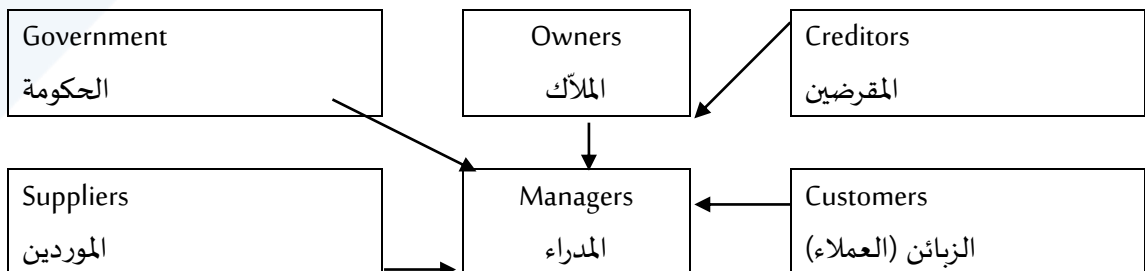 Government
الحكومة
Owners
الملاّك
Creditors
المقرضين
Suppliers
الموردين
Managers
المدراء
Customers
الزبائن (العملاء)